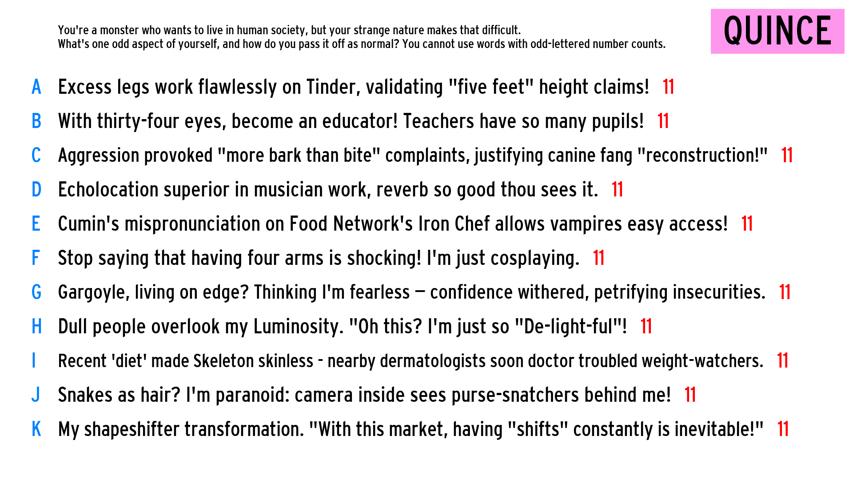 You're a monster who wants to live in human society, but your strange nature makes that difficult.
What's one odd aspect of yourself, and how do you pass it off as normal? You cannot use words with odd-lettered number counts.
QUINCE
A Excess legs work flawlessly on Tinder, validating "five feet" height claims! 11
B With thirty-four eyes, become an educator! Teachers have so many pupils! 11
C Aggression provoked "more bark than bite" complaints, justifying canine fang "reconstruction!" 11
D Echolocation superior in musician work, reverb so good thou sees it. 11
E Cumin's mispronunciation on Food Network's Iron Chef allows vampires easy access! 11
F Stop saying that having four arms is shocking! I'm just cosplaying. 11
G Gargoyle, living on edge? Thinking I'm fearless – confidence withered, petrifying insecurities. 11
H Dull people overlook my Luminosity. "Oh this? I'm just so "De-light-ful"! 11
I Recent 'diet' made Skeleton skinless - nearby dermatologists soon doctor troubled weight-watchers. 11
J Snakes as hair? I'm paranoid: camera inside sees purse-snatchers behind me! 11
K My shapeshifter transformation. "With this market, having "shifts" constantly is inevitable!" 11